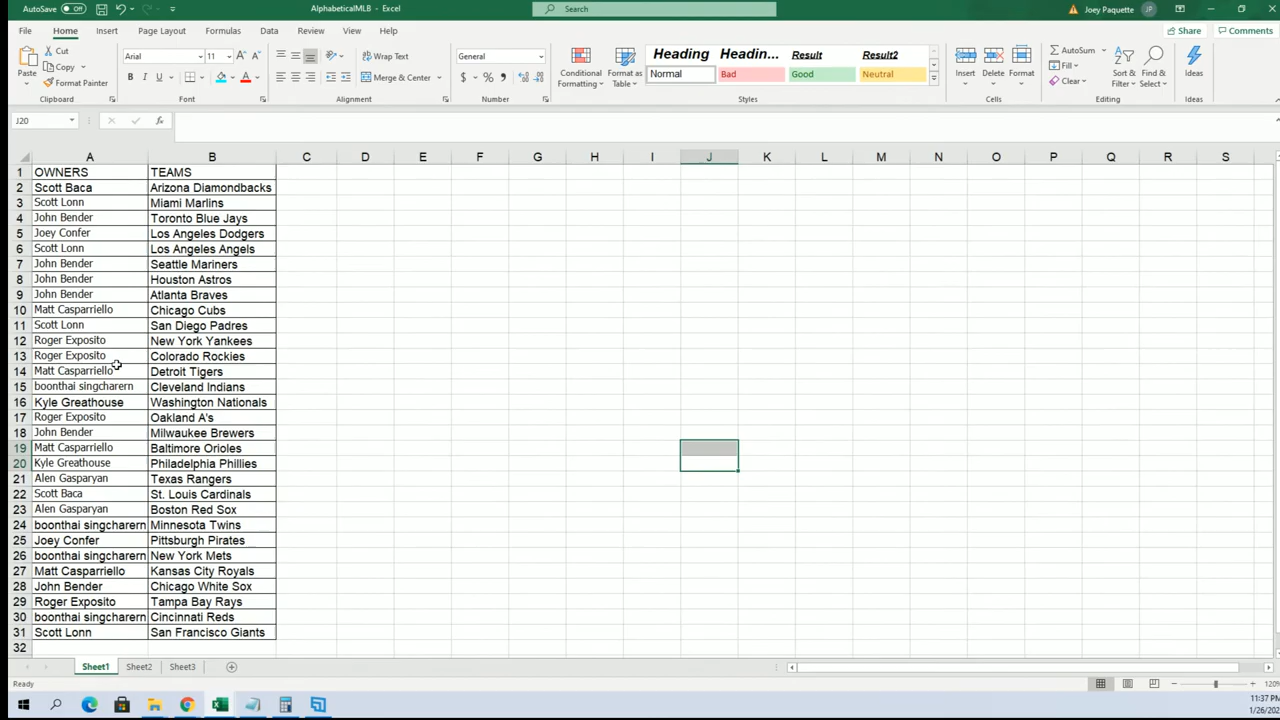 AutoSave Off AlphabeticalMLB - Excel Search Joey Paquette JP
File Home Insert Page Layout Formulas Data Review View Help Share Comments
Paste Cut Copy Format Painter Clipboard
Arial 11 B I U A A Font
Wrap Text Merge & Center Alignment
General $ % Number
Conditional Formatting Format as Table
Heading Headin... Result Result2
Normal Bad Good Neutral
Styles
Insert Delete Format Cells
AutoSum Fill Clear Sort & Filter Find & Select Editing
Ideas Ideas
J20 fx
A B C D E F G H I J K L M N O P Q R S
1 OWNERS TEAMS
2 Scott Baca Arizona Diamondbacks
3 Scott Lonn Miami Marlins
4 John Bender Toronto Blue Jays
5 Joey Confer Los Angeles Dodgers
6 Scott Lonn Los Angeles Angels
7 John Bender Seattle Mariners
8 John Bender Houston Astros
9 John Bender Atlanta Braves
10 Matt Casparriello Chicago Cubs
11 Scott Lonn San Diego Padres
12 Roger Exposito New York Yankees
13 Roger Exposito Colorado Rockies
14 Matt Casparriello Detroit TIgers
15 boonthai singcharern Cleveland Indians
16 Kyle Greathouse Washington Nationals
17 Roger Exposito Oakland A's
18 John Bender Milwaukee Brewers
19 Matt Casparriello Baltimore Orioles
20 Kyle Greathouse Philadelphia Phillies
21 Alen Gasparyan Texas Rangers
22 Scott Baca St. Louis Cardinals
23 Alen Gasparyan Boston Red Sox
24 boonthai singcharern Minnesota Twins
25 Joey Confer Pittsburgh Pirates
26 boonthai singcharern New York Mets
27 Matt Casparriello Kansas City Royals
28 John Bender Chicago White Sox
29 Roger Exposito Tampa Bay Rays
30 boonthai singcharern Cincinnati Reds
31 Scott Lonn San Francisco Giants
32
Sheet1 Sheet2 Sheet3
Ready 120%
11:37 PM
1/26/202